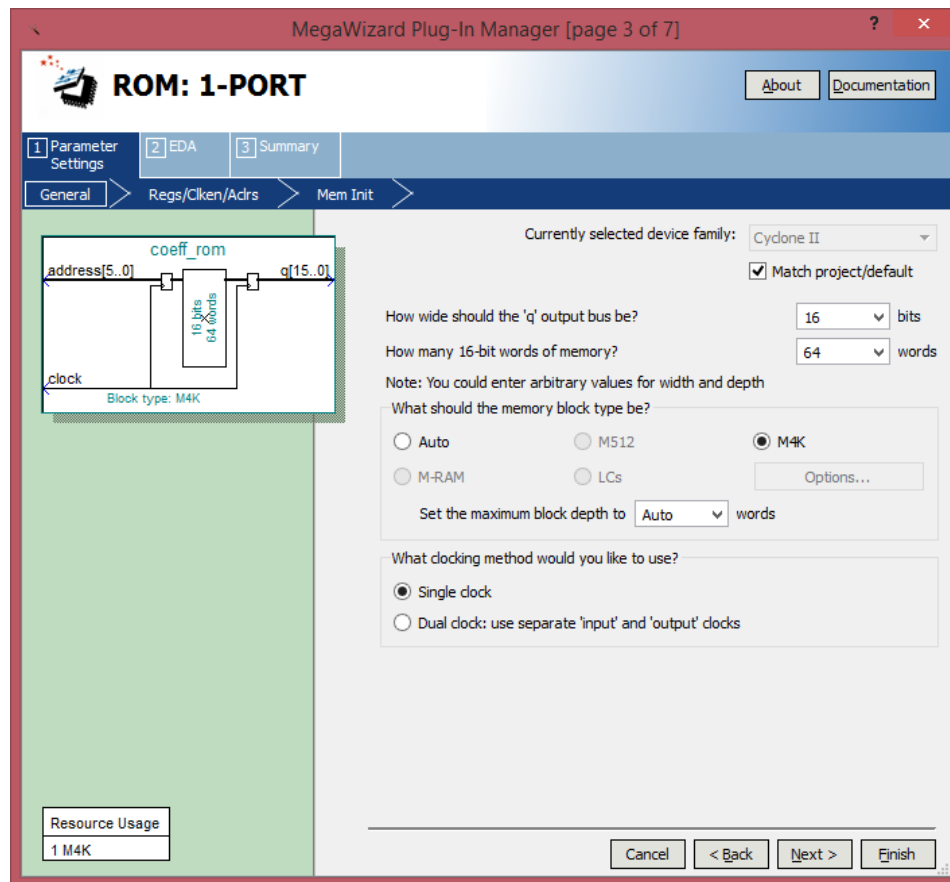 MegaWizard Plug-In Manager [page 3 of 7]
?
×
ROM: 1-PORT
About
Documentation
1 Parameter Settings
2 EDA
3 Summary
General
Regs/Clken/Aclrs
Mem Init
coeff_rom
address[5..0]
q[15..0]
16 bits
64 words
clock
Block type: M4K
Currently selected device family:
Cyclone II
Match project/default
How wide should the 'q' output bus be?
16
bits
How many 16-bit words of memory?
64
words
Note: You could enter arbitrary values for width and depth
What should the memory block type be?
Auto
M512
M4K
M-RAM
LCs
Options...
Set the maximum block depth to
Auto
words
What clocking method would you like to use?
Single clock
Dual clock: use separate 'input' and 'output' clocks
Resource Usage
1 M4K
Cancel
< Back
Next >
Finish